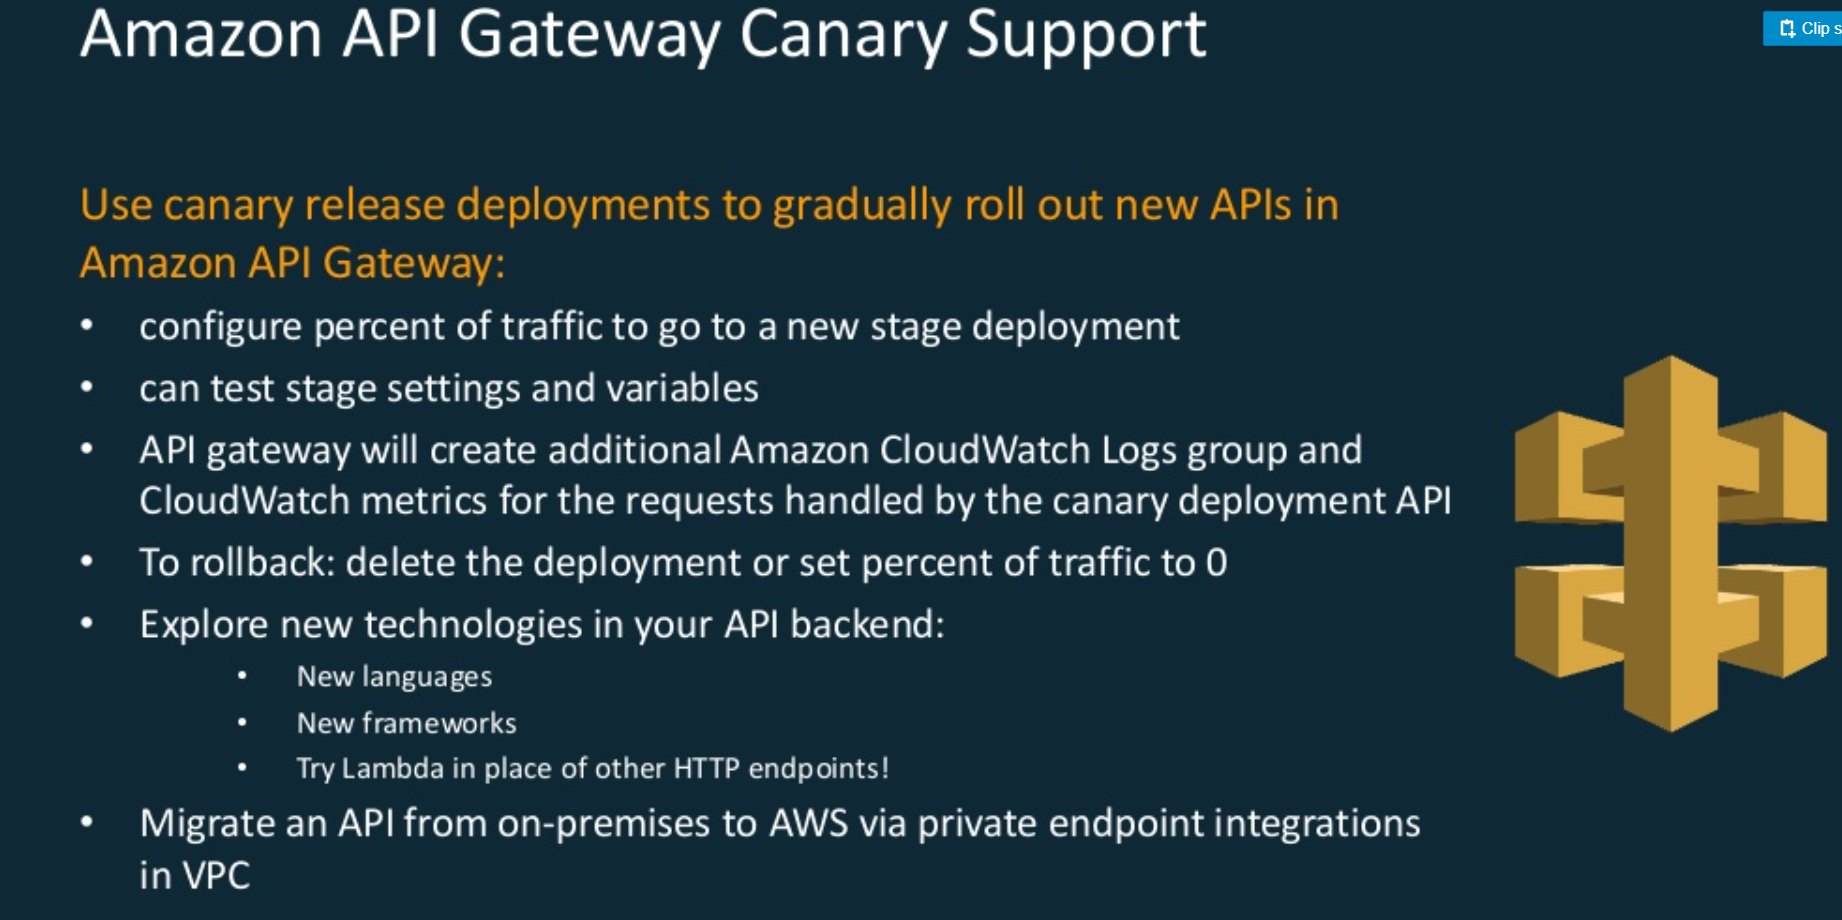 Amazon API Gateway Canary Support
Clip s
Use canary release deployments to gradually roll out new APIs in
Amazon API Gateway:
• configure percent of traffic to go to a new stage deployment
• can test stage settings and variables
• API gateway will create additional Amazon CloudWatch Logs group and
CloudWatch metrics for the requests handled by the canary deployment API
• To rollback: delete the deployment or set percent of traffic to 0
• Explore new technologies in your API backend:
• New languages
• New frameworks
• Try Lambda in place of other HTTP endpoints!
• Migrate an API from on-premises to AWS via private endpoint integrations
in VPC